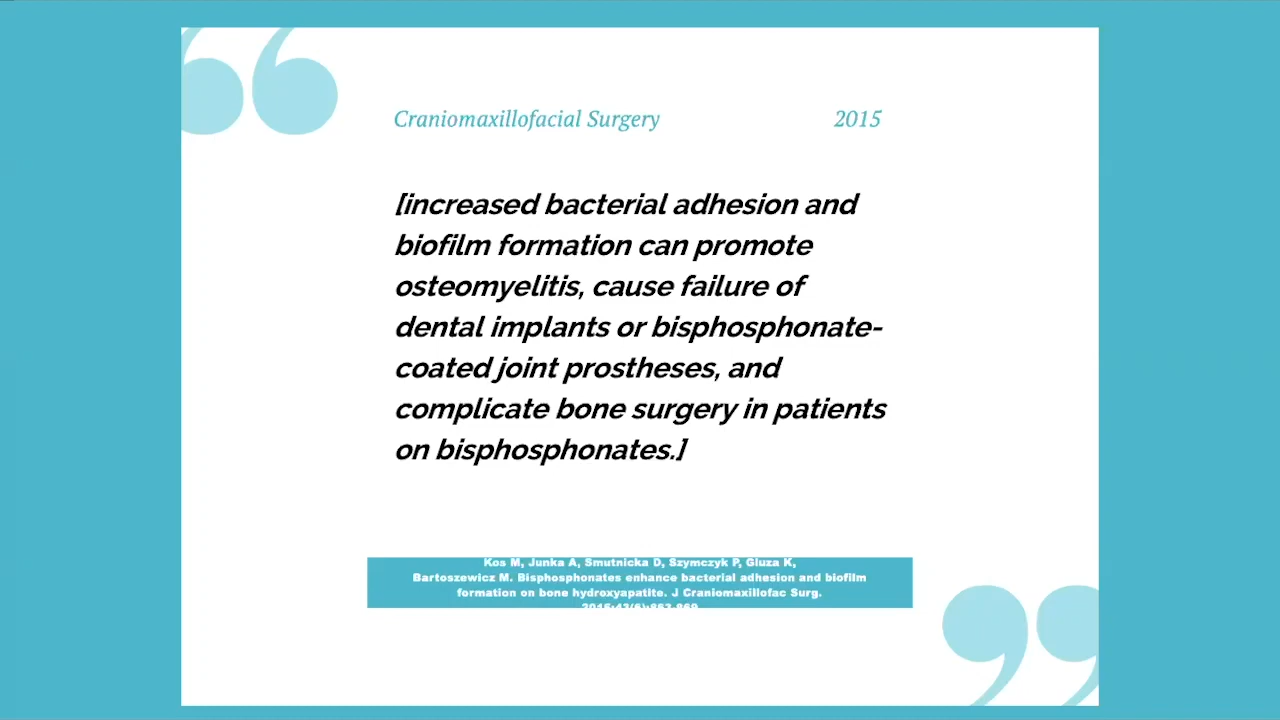 Craniomaxillofacial Surgery 2015
[increased bacterial adhesion and
biofilm formation can promote
osteomyelitis, cause failure of
dental implants or bisphosphonate-
coated joint prostheses, and
complicate bone surgery in patients
on bisphosphonates.]
Kos M, Junka A, Smutnicka D, Szymczyk P, Gluza K,
Bartoszewicz M. Bisphosphonates enhance bacterial adhesion and biofilm
formation on bone hydroxyapatite. J Craniomaxillofac Surg.